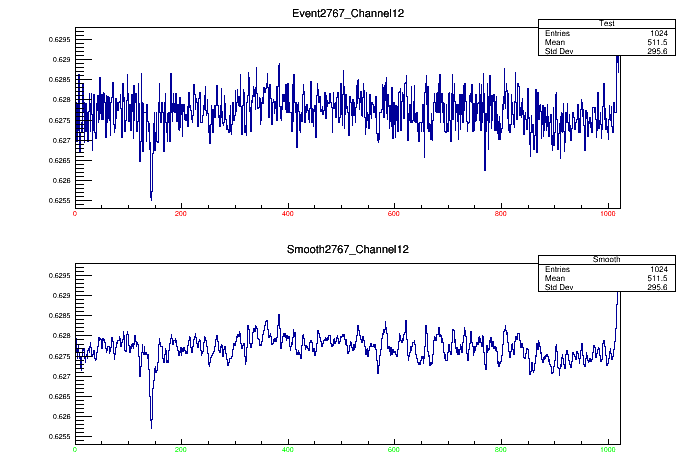 Event2767_Channel12
Test
Entries 1024
Mean 511.5
Std Dev 295.6
0.6295
0.629
0.6285
0.628
0.6275
0.627
0.6265
0.626
0.6255
0 200 400 600 800 1000
Smooth2767_Channel12
Smooth
Entries 1024
Mean 511.5
Std Dev 295.6
0.6295
0.629
0.6285
0.628
0.6275
0.627
0.6265
0.626
0.6255
0 200 400 600 800 1000